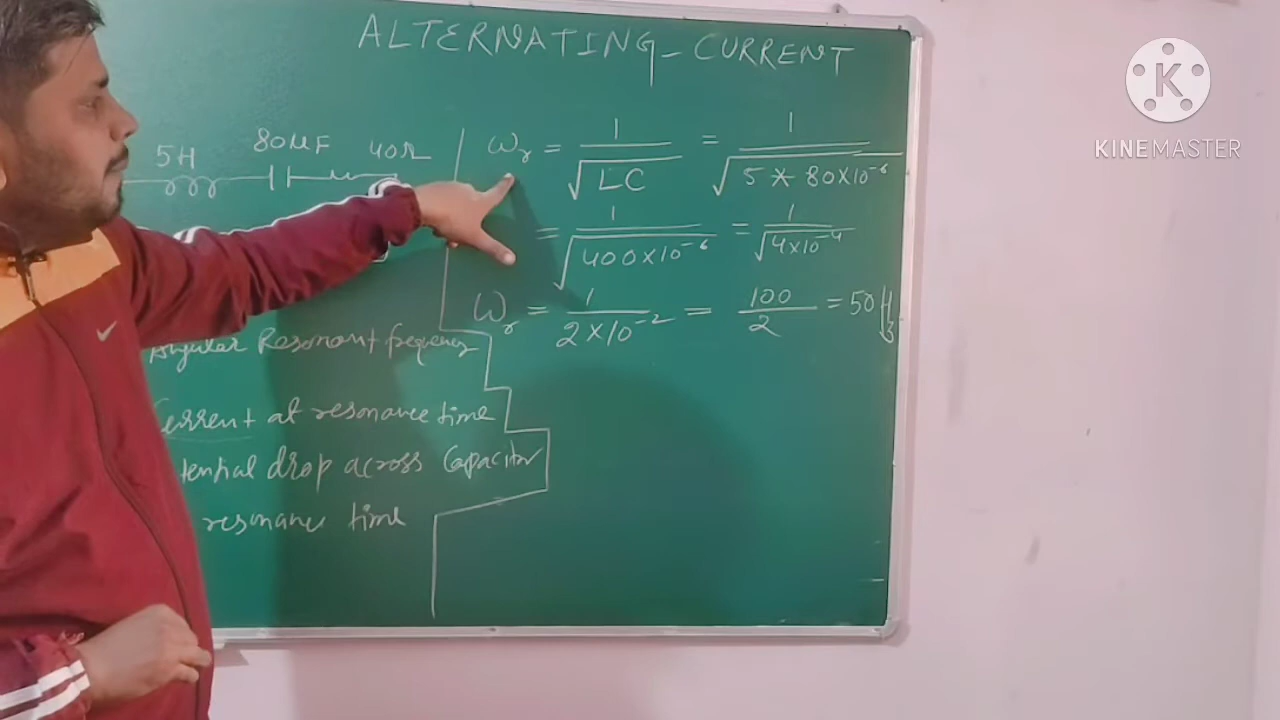 ALTERNATING-CURRENT
5H 80μF 40Ω
Angular Resonant frequency
Current at resonance time
tential drop across Capacitor
resonance time
ωr = 1/√LC = 1/√5*80×10⁻⁶
= 1/√400×10⁻⁶ = 1/√4×10⁻⁴
ωr = 1/2×10⁻² = 100/2 = 50Hz
K
KINEMASTER